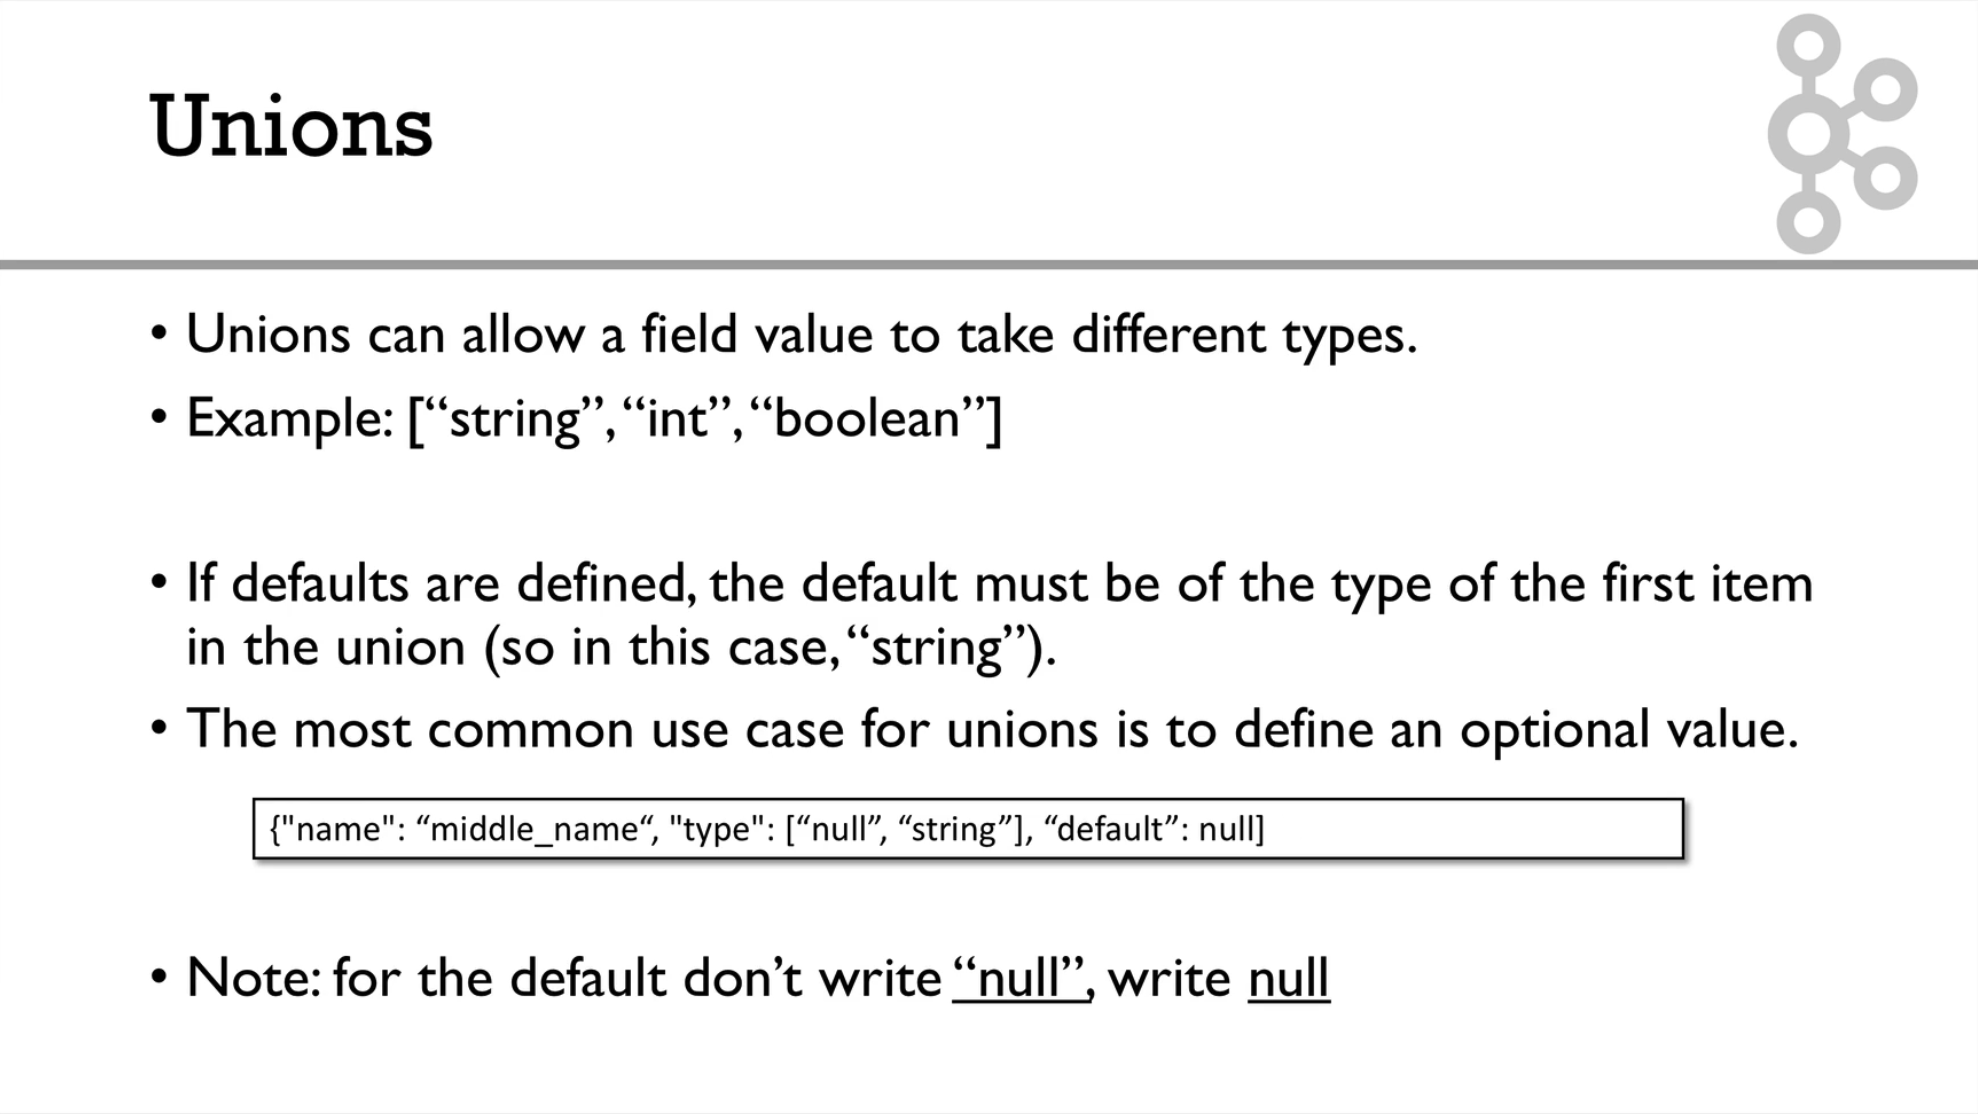 Unions
• Unions can allow a field value to take different types.
• Example: [“string”, “int”, “boolean”]
• If defaults are defined, the default must be of the type of the first item
in the union (so in this case, “string”).
• The most common use case for unions is to define an optional value.
{"name": “middle_name“, "type": [“null”, “string”], “default”: null]
• Note: for the default don’t write “null”, write null